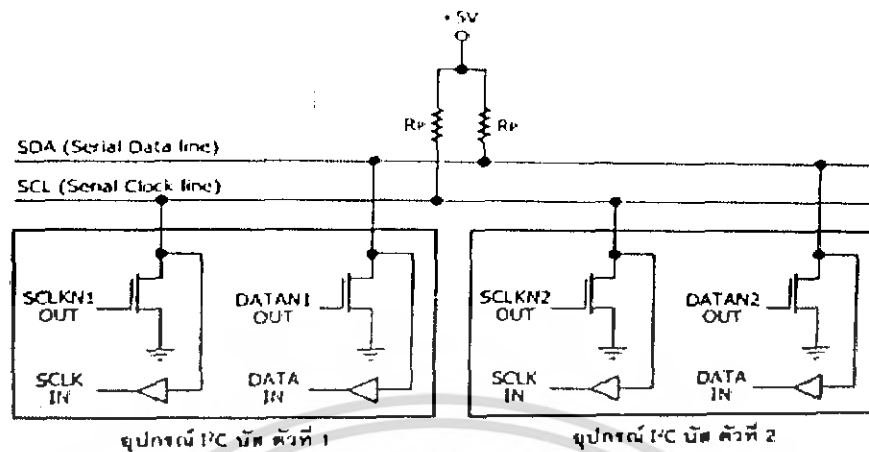 +5V
Rp Rp
SDA (Serial Data line)
SCL (Serial Clock line)
SCLKN1
OUT
DATAN1
OUT
SCLKN2
OUT
DATAN2
OUT
SCLK
IN
DATA
IN
SCLK
IN
DATA
IN
อุปกรณ์ I²C บัส ตัวที่ 1
อุปกรณ์ I²C บัส ตัวที่ 2